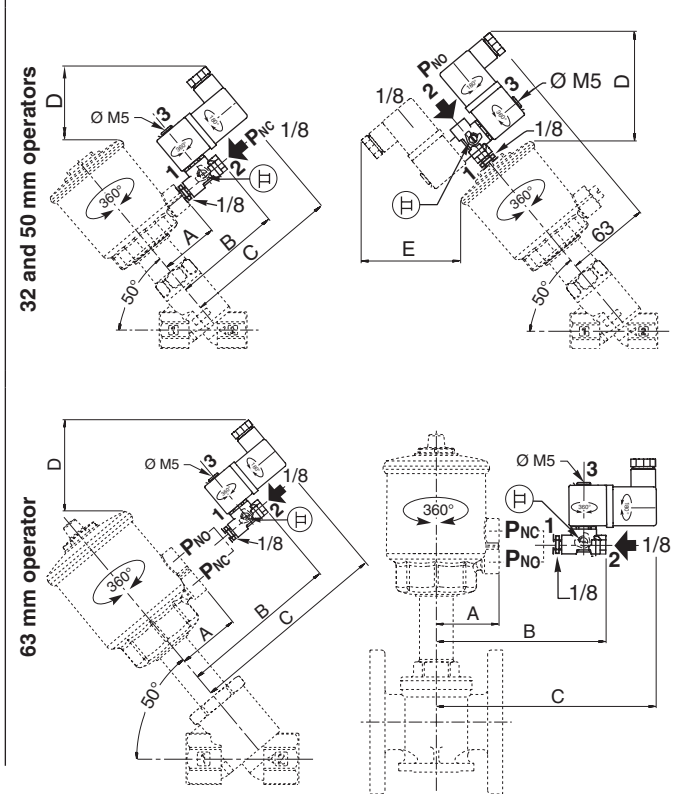 32 and 50 mm operators
D
Ø M5
3
PNC 1/8
1
2
1/8
360°
A
B
C
50°
PNO
3
Ø M5
D
1/8
2
1/8
1
360°
E
63
50°
63 mm operator
D
Ø M5
3
1/8
1
2
PNO
1/8
PNC
360°
A
B
C
50°
Ø M5
3
360°
PNC 1
PNO
2
1/8
1/8
A
B
C